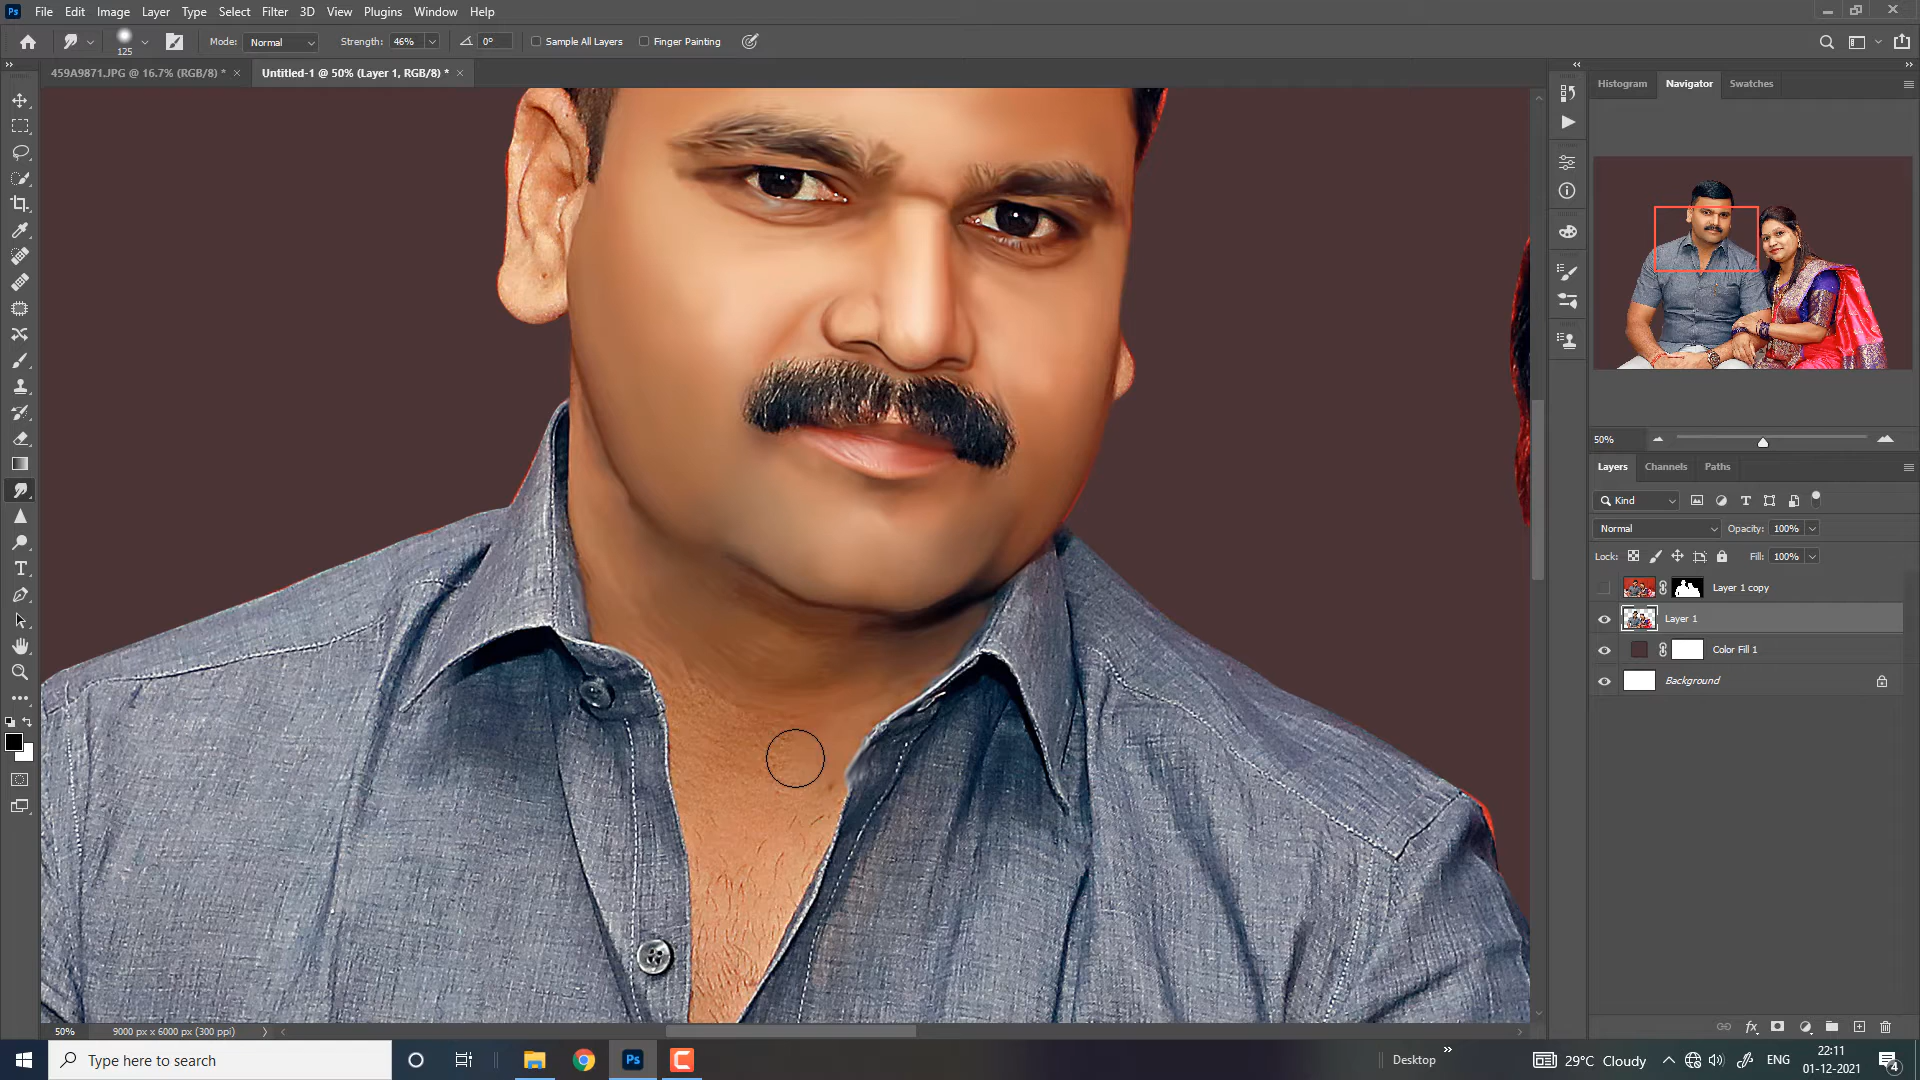 Ps File Edit Image Layer Type Select Filter 3D View Plugins Window Help
125 Mode: Normal Strength: 46% 0° Sample All Layers Finger Painting
459A9871.JPG @ 16.7% (RGB/8) * × Untitled-1 @ 50% (Layer 1, RGB/8) * ×
Histogram Navigator Swatches
50%
Layers Channels Paths
Kind
Normal Opacity: 100%
Lock: Fill: 100%
Layer 1 copy
Layer 1
Color Fill 1
Background
50% 9000 px x 6000 px (300 ppi)
fx
Type here to search
Ps
Desktop
29°C Cloudy
ENG
22:11
01-12-2021
4